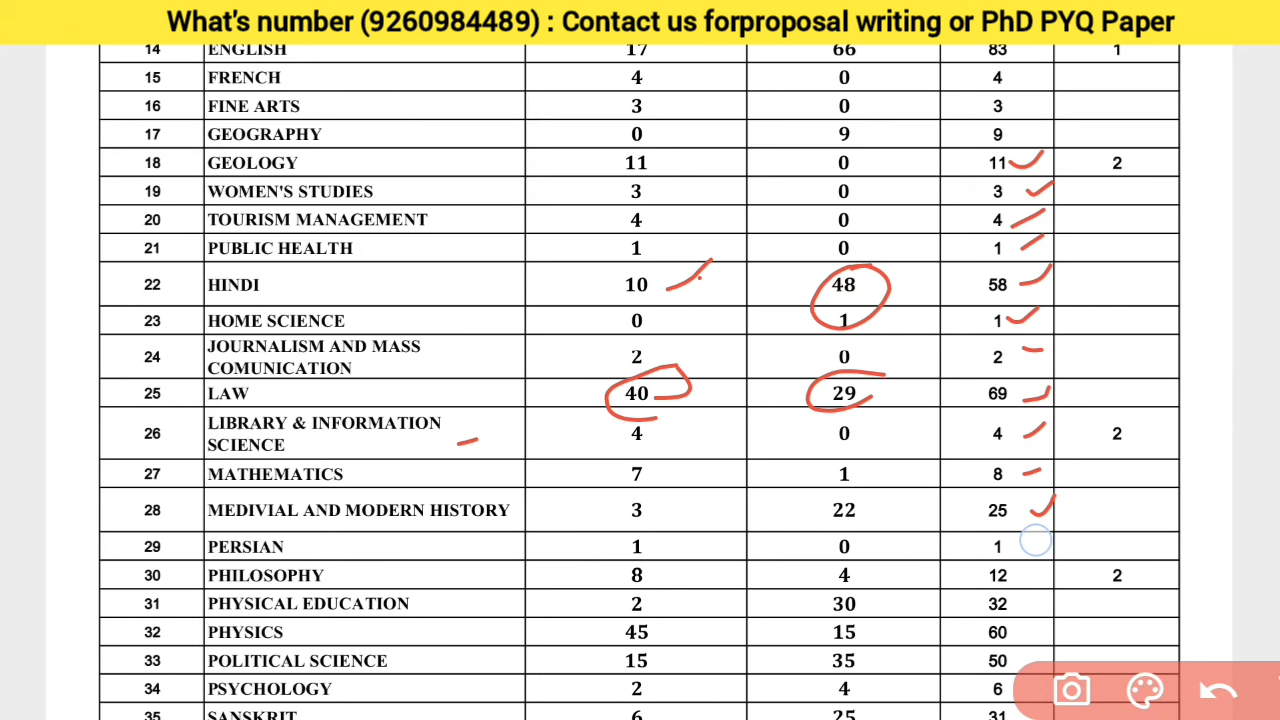 What's number (9260984489) : Contact us forproposal writing or PhD PYQ Paper
14 ENGLISH 17 66 83 1
15 FRENCH 4 0 4
16 FINE ARTS 3 0 3
17 GEOGRAPHY 0 9 9
18 GEOLOGY 11 0 11 2
19 WOMEN'S STUDIES 3 0 3
20 TOURISM MANAGEMENT 4 0 4
21 PUBLIC HEALTH 1 0 1
22 HINDI 10 48 58
23 HOME SCIENCE 0 1 1
24 JOURNALISM AND MASS
COMUNICATION 2 0 2
25 LAW 40 29 69
26 LIBRARY & INFORMATION
SCIENCE 4 0 4 2
27 MATHEMATICS 7 1 8
28 MEDIVIAL AND MODERN HISTORY 3 22 25
29 PERSIAN 1 0 1
30 PHILOSOPHY 8 4 12 2
31 PHYSICAL EDUCATION 2 30 32
32 PHYSICS 45 15 60
33 POLITICAL SCIENCE 15 35 50
34 PSYCHOLOGY 2 4 6
35 SANSKRIT 6 25 31